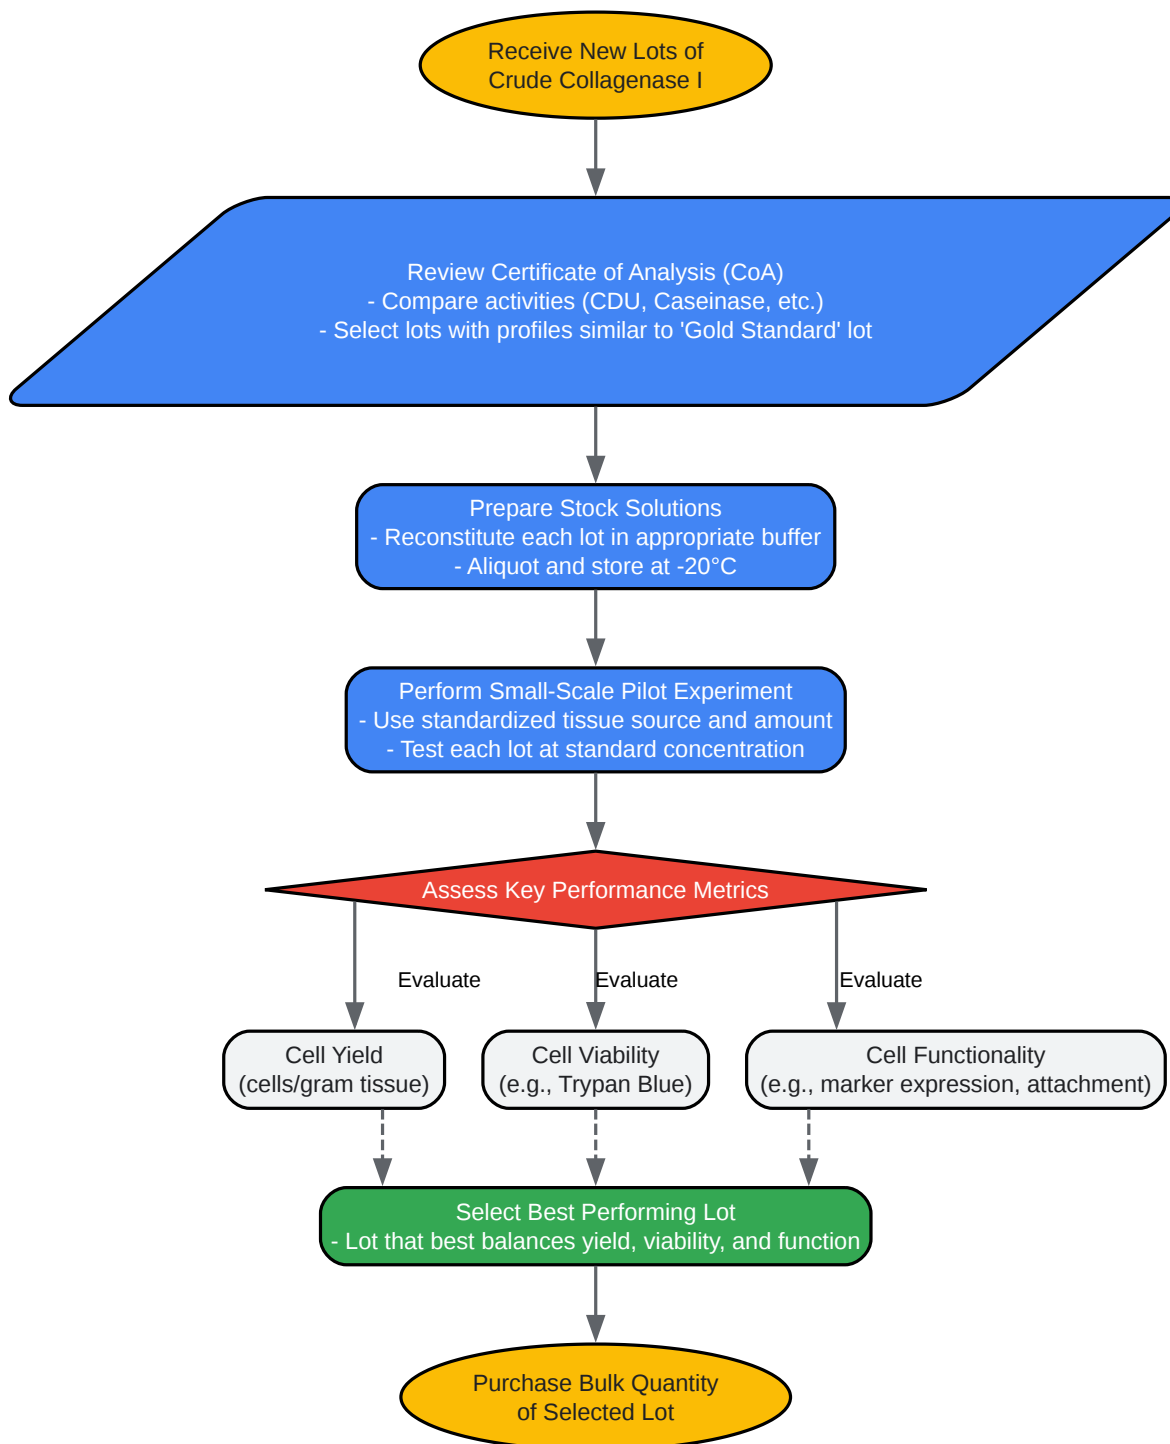 Receive New Lots of
Crude Collagenase I
Review Certificate of Analysis (CoA)
- Compare activities (CDU, Caseinase, etc.)
- Select lots with profiles similar to 'Gold Standard' lot
Prepare Stock Solutions
- Reconstitute each lot in appropriate buffer
- Aliquot and store at -20°C
Perform Small-Scale Pilot Experiment
- Use standardized tissue source and amount
- Test each lot at standard concentration
Assess Key Performance Metrics
Evaluate
Evaluate
Evaluate
Cell Yield
(cells/gram tissue)
Cell Viability
(e.g., Trypan Blue)
Cell Functionality
(e.g., marker expression, attachment)
Select Best Performing Lot
- Lot that best balances yield, viability, and function
Purchase Bulk Quantity
of Selected Lot